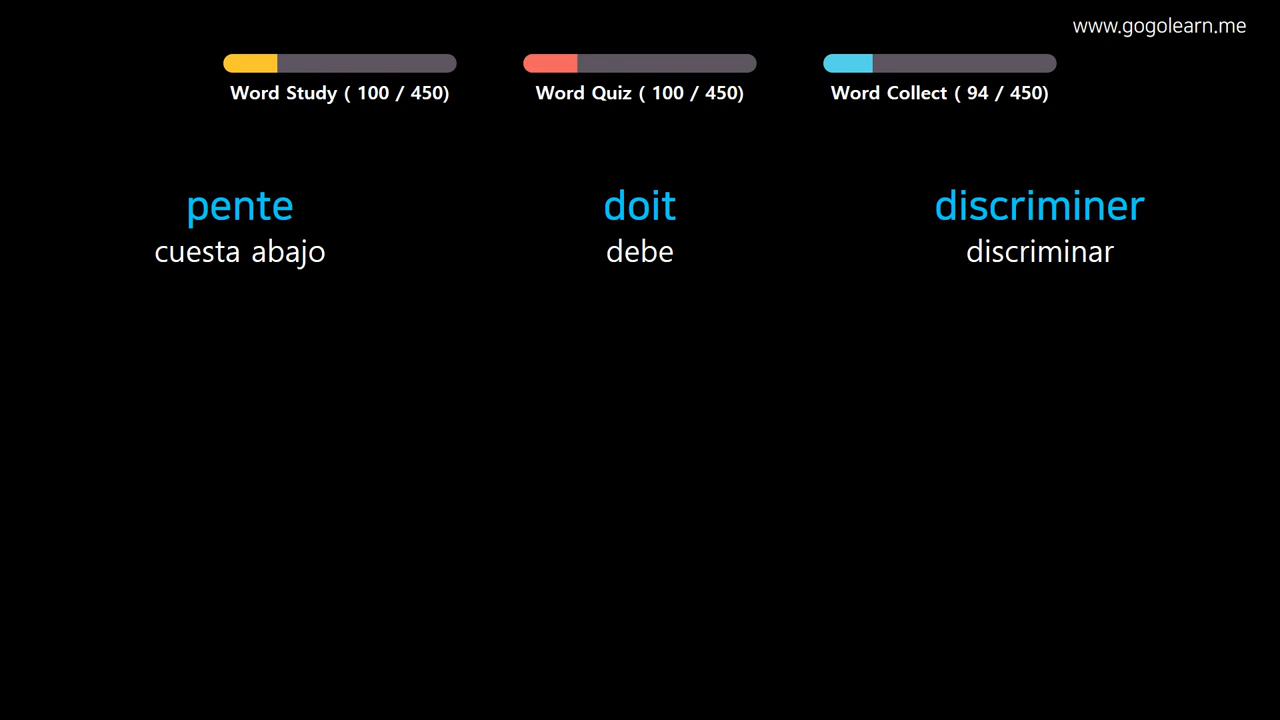 www.gogolearn.me
Word Study ( 100 / 450)
Word Quiz ( 100 / 450)
Word Collect ( 94 / 450)
pente
cuesta abajo
doit
debe
discriminer
discriminar